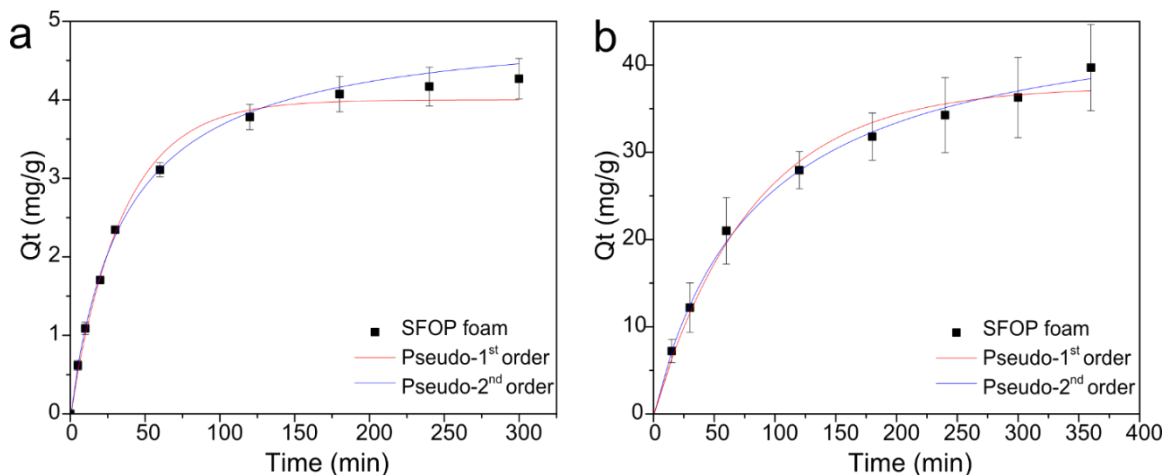 a
5
4
3
2
1
0
Qt (mg/g)
SFOP foam
Pseudo-1st order
Pseudo-2nd order
0 50 100 150 200 250 300
Time (min)
b
40
30
20
10
0
Qt (mg/g)
SFOP foam
Pseudo-1st order
Pseudo-2nd order
0 50 100 150 200 250 300 350 400
Time (min)